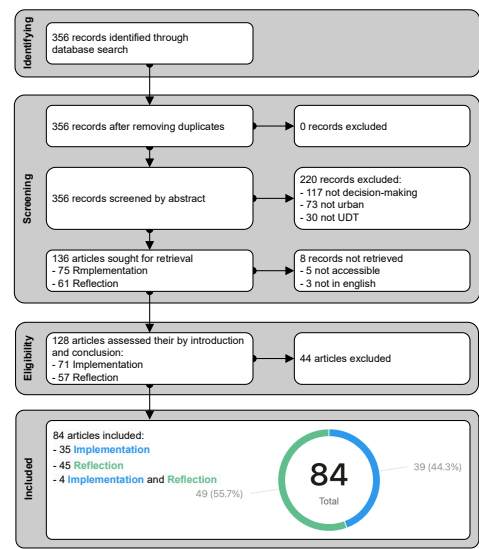 Identifying
356 records identified through
database search
Screening
356 records after removing duplicates
0 records excluded
356 records screened by abstract
220 records excluded:
- 117 not decision-making
- 73 not urban
- 30 not UDT
136 articles sought for retrieval
- 75 Rmplementation
- 61 Reflection
8 records not retrieved
- 5 not accessible
- 3 not in english
Eligibility
128 articles assessed their by introduction
and conclusion:
- 71 Implementation
- 57 Reflection
44 articles excluded
Included
84 articles included:
- 35 Implementation
- 45 Reflection
- 4 Implementation and Reflection
49 (55.7%)
84
Total
39 (44.3%)